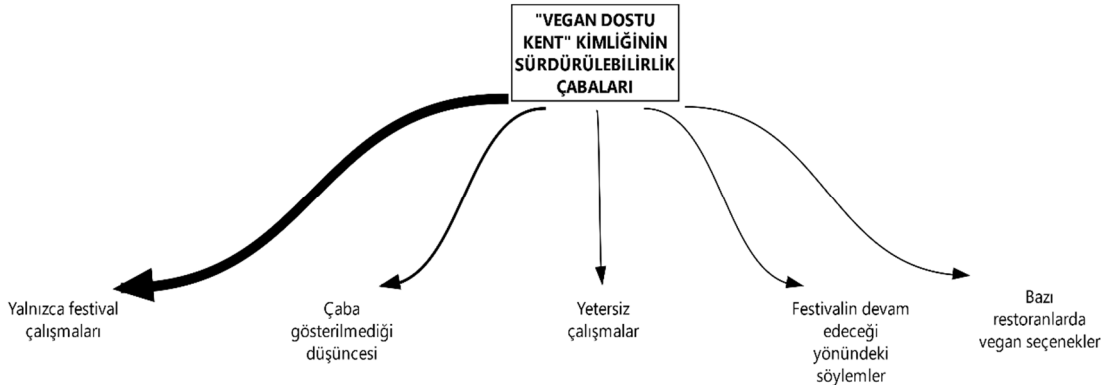 "VEGAN DOSTU
KENT" KİMLİĞİNİN
SÜRDÜRÜLEBİLİRLİK
ÇABALARI
Yalnızca festival
çalışmaları
Çaba
gösterilmediği
düşüncesi
Yetersiz
çalışmalar
Festivalin devam
edeceği
yönündeki
söylemler
Bazı
restoranlarda
vegan seçenekler